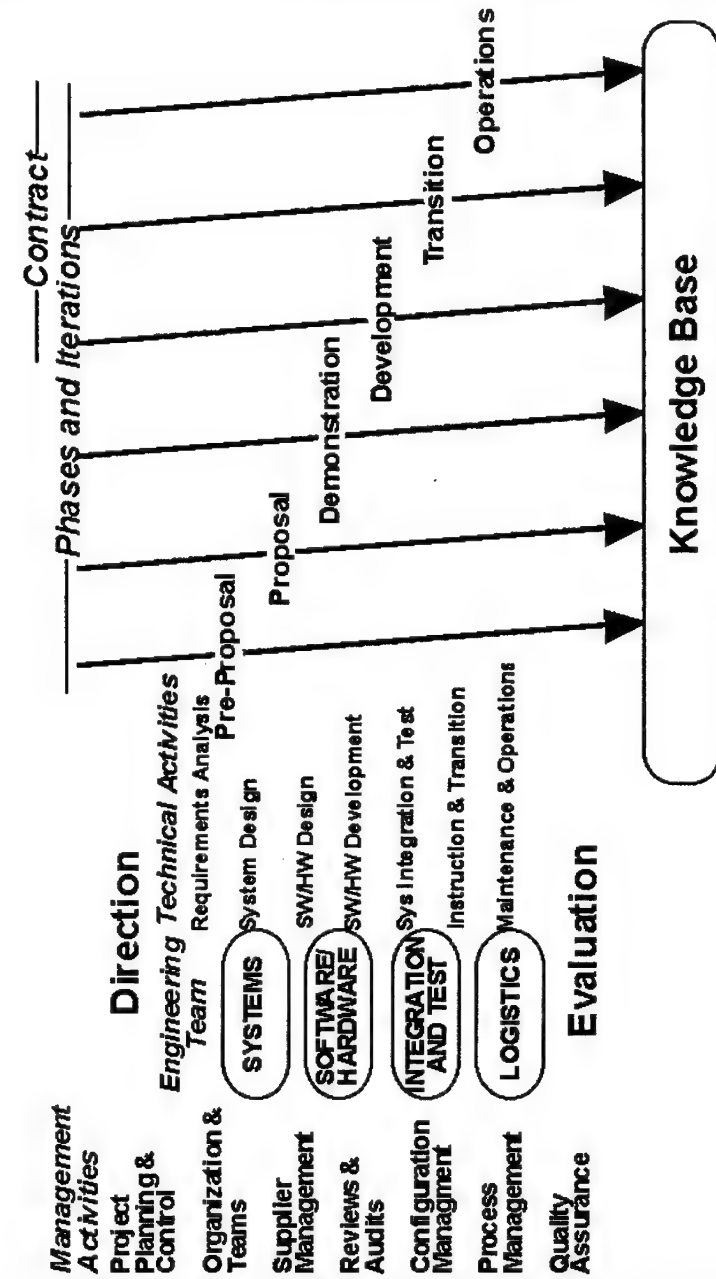 Contract
Phases and Iterations
Management
Activities
Project
Planning &
Control
Organization &
Teams
Supplier
Management
Reviews &
Audits
Configuration
Managment
Process
Management
Quality
Assurance
Direction
Engineering
Team
SYSTEMS
SOFTWARE/
HARDWARE
INTEGRATION
AND TEST
LOGISTICS
Evaluation
Technical Activities
Requirements Analysis
System Design
SW/HW Design
SW/HW Development
Sys Integration & Test
Instruction & Transition
Maintenance & Operations
Pre-Proposal
Proposal
Demonstration
Development
Transition
Operations
Knowledge Base